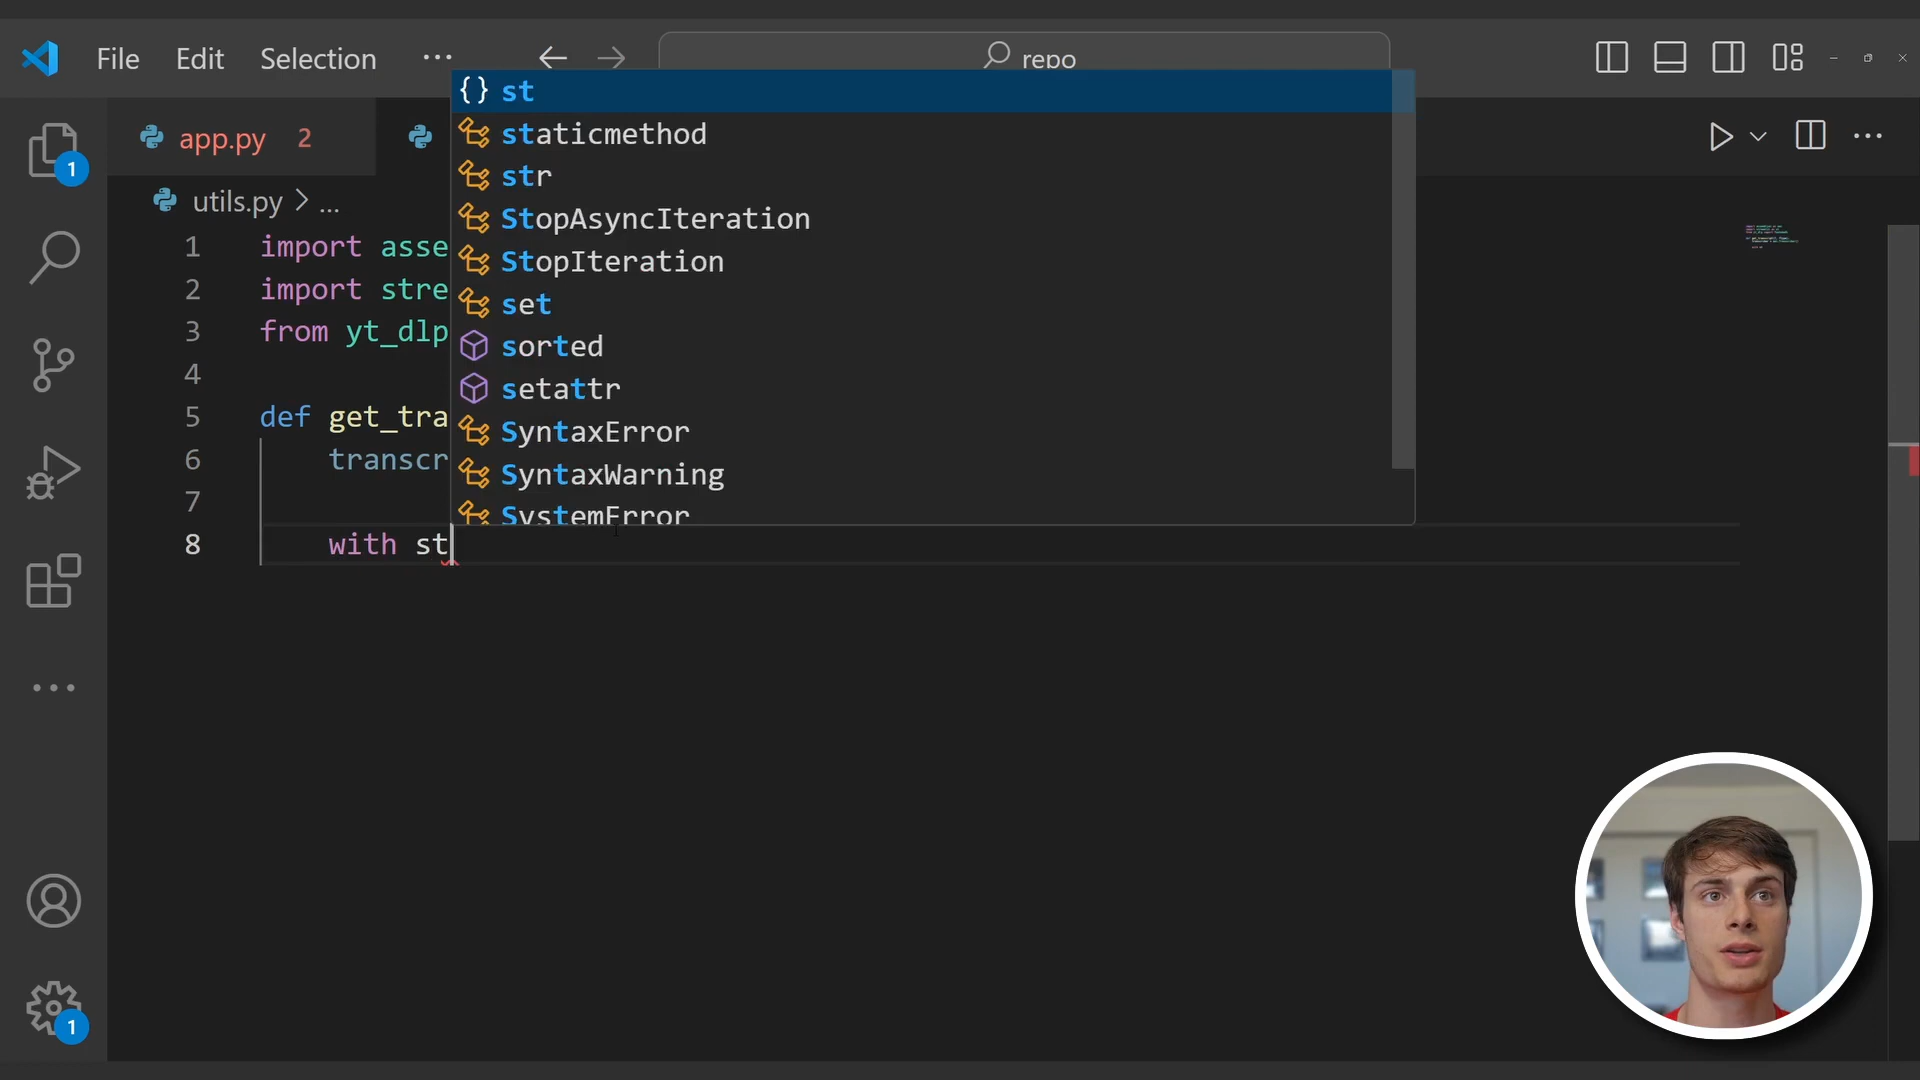 File Edit Selection ··· repo
app.py 2
utils.py > ...
1 import asse
2 import stre
3 from yt_dlp
4
5 def get_tra
6 transcr
7
8 with st
{} st
staticmethod
str
StopAsyncIteration
StopIteration
set
sorted
setattr
SyntaxError
SyntaxWarning
SystemError
1
1